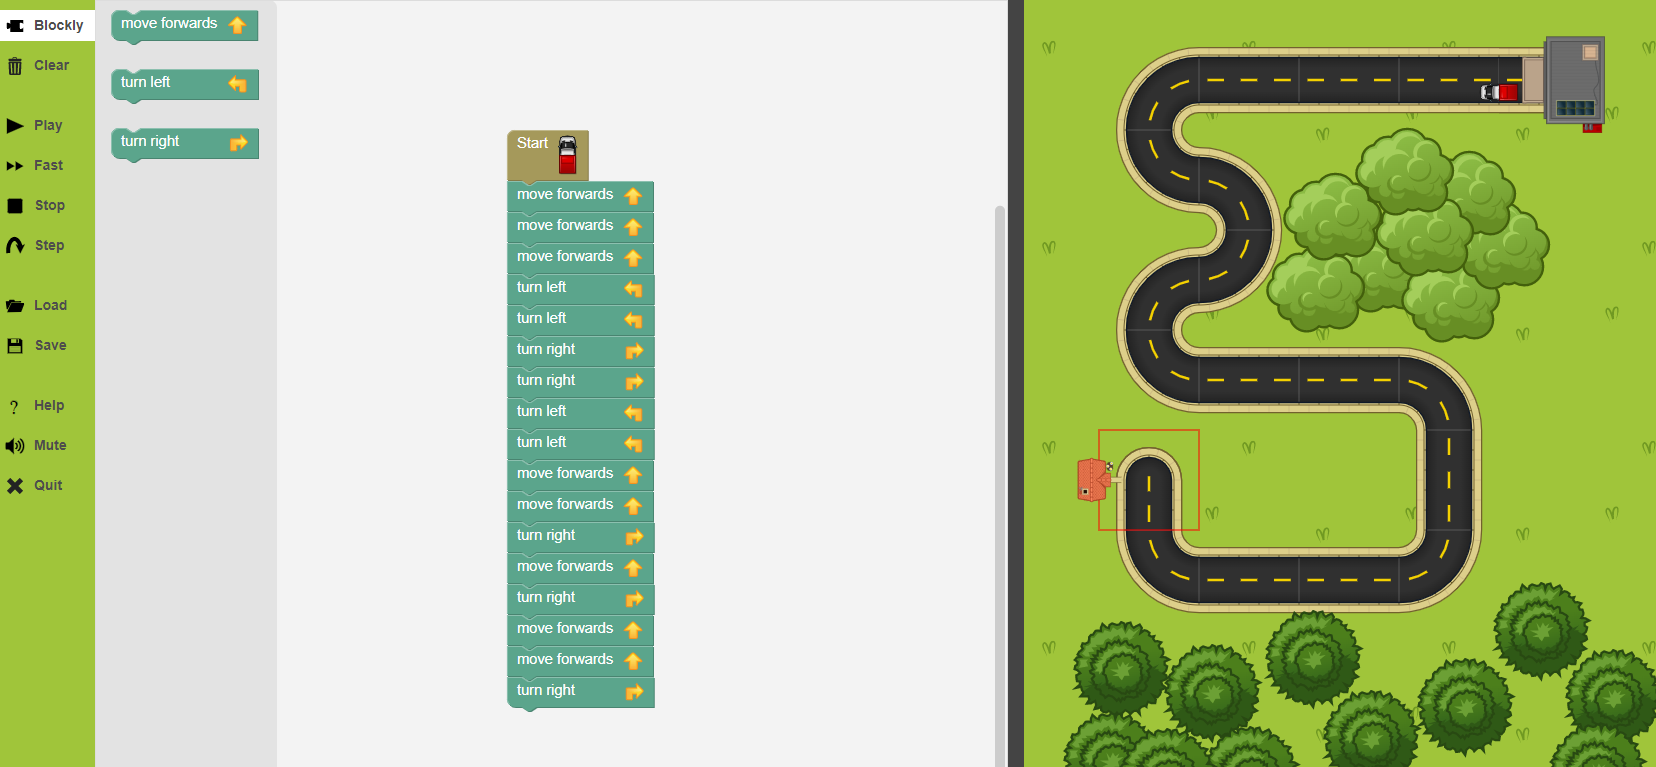 Blockly
Clear
Play
Fast
Stop
Step
Load
Save
? Help
Mute
Quit
move forwards
turn left
turn right
Start
move forwards
move forwards
move forwards
turn left
turn left
turn right
turn right
turn left
turn left
move forwards
move forwards
turn right
move forwards
turn right
move forwards
move forwards
turn right